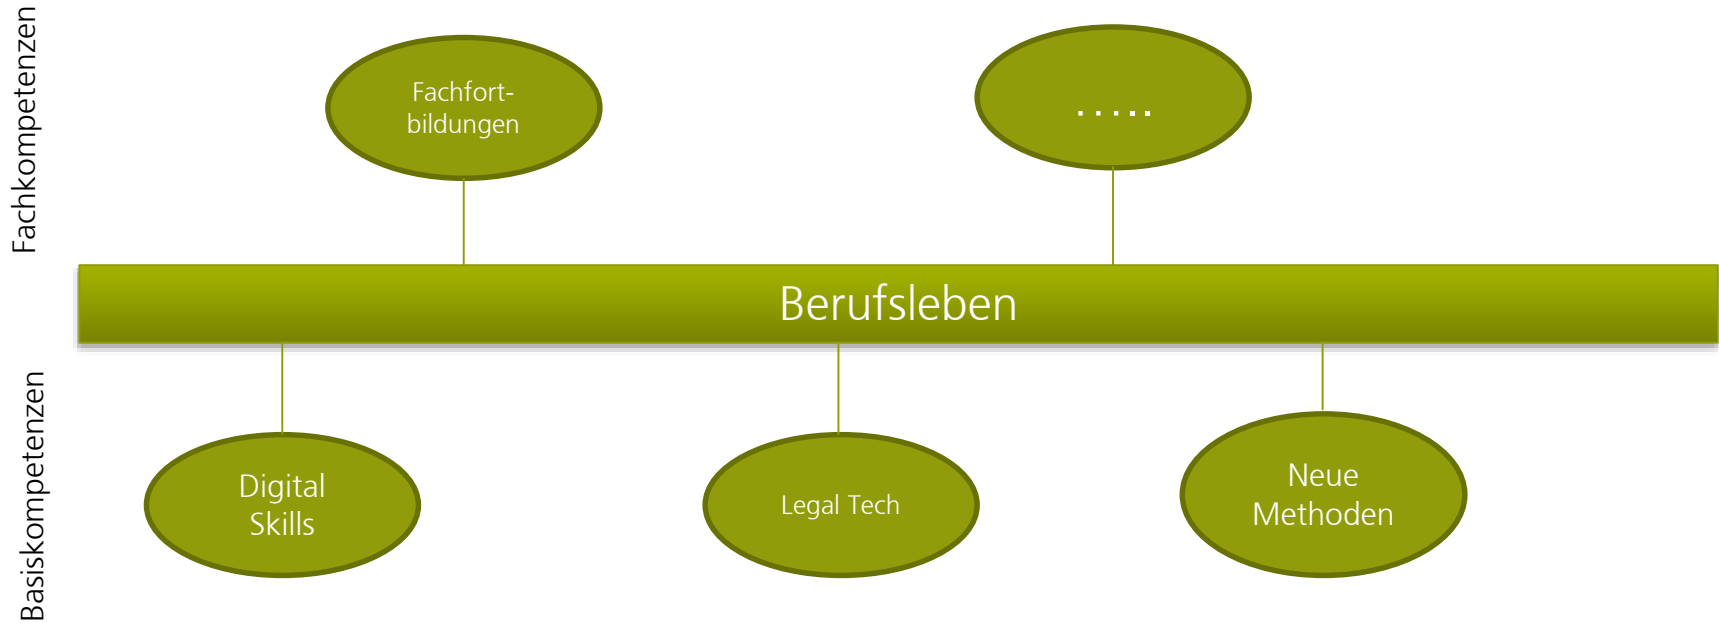 Fachkompetenzen
Fachfort-
bildungen
.....
Berufsleben
Basiskompetenzen
Digital
Skills
Legal Tech
Neue
Methoden